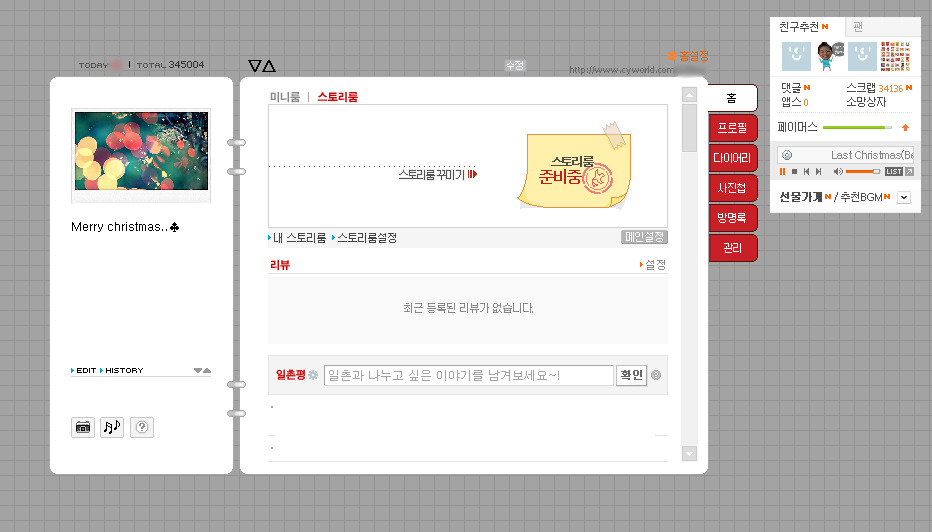 TODAY | TOTAL 345004
▽△
수정
홈설정
http://www.cyworld.com
미니룸 | 스토리룸
스토리룸 꾸미기
스토리룸
준비중
내 스토리룸 스토리룸설정
메인설정
Merry christmas..♣
리뷰
설정
최근 등록된 리뷰가 없습니다.
EDIT HISTORY
일촌평
일촌과 나누고 싶은 이야기를 남겨보세요~!
확인
홈
프로필
다이어리
사진첩
방명록
관리
친구추천 N 팬
댓글 N 스크랩 34136 N
앱스 0 소망상자
페이머스
Last Christmas(Be
LIST
선물가게 N / 추천BGM N